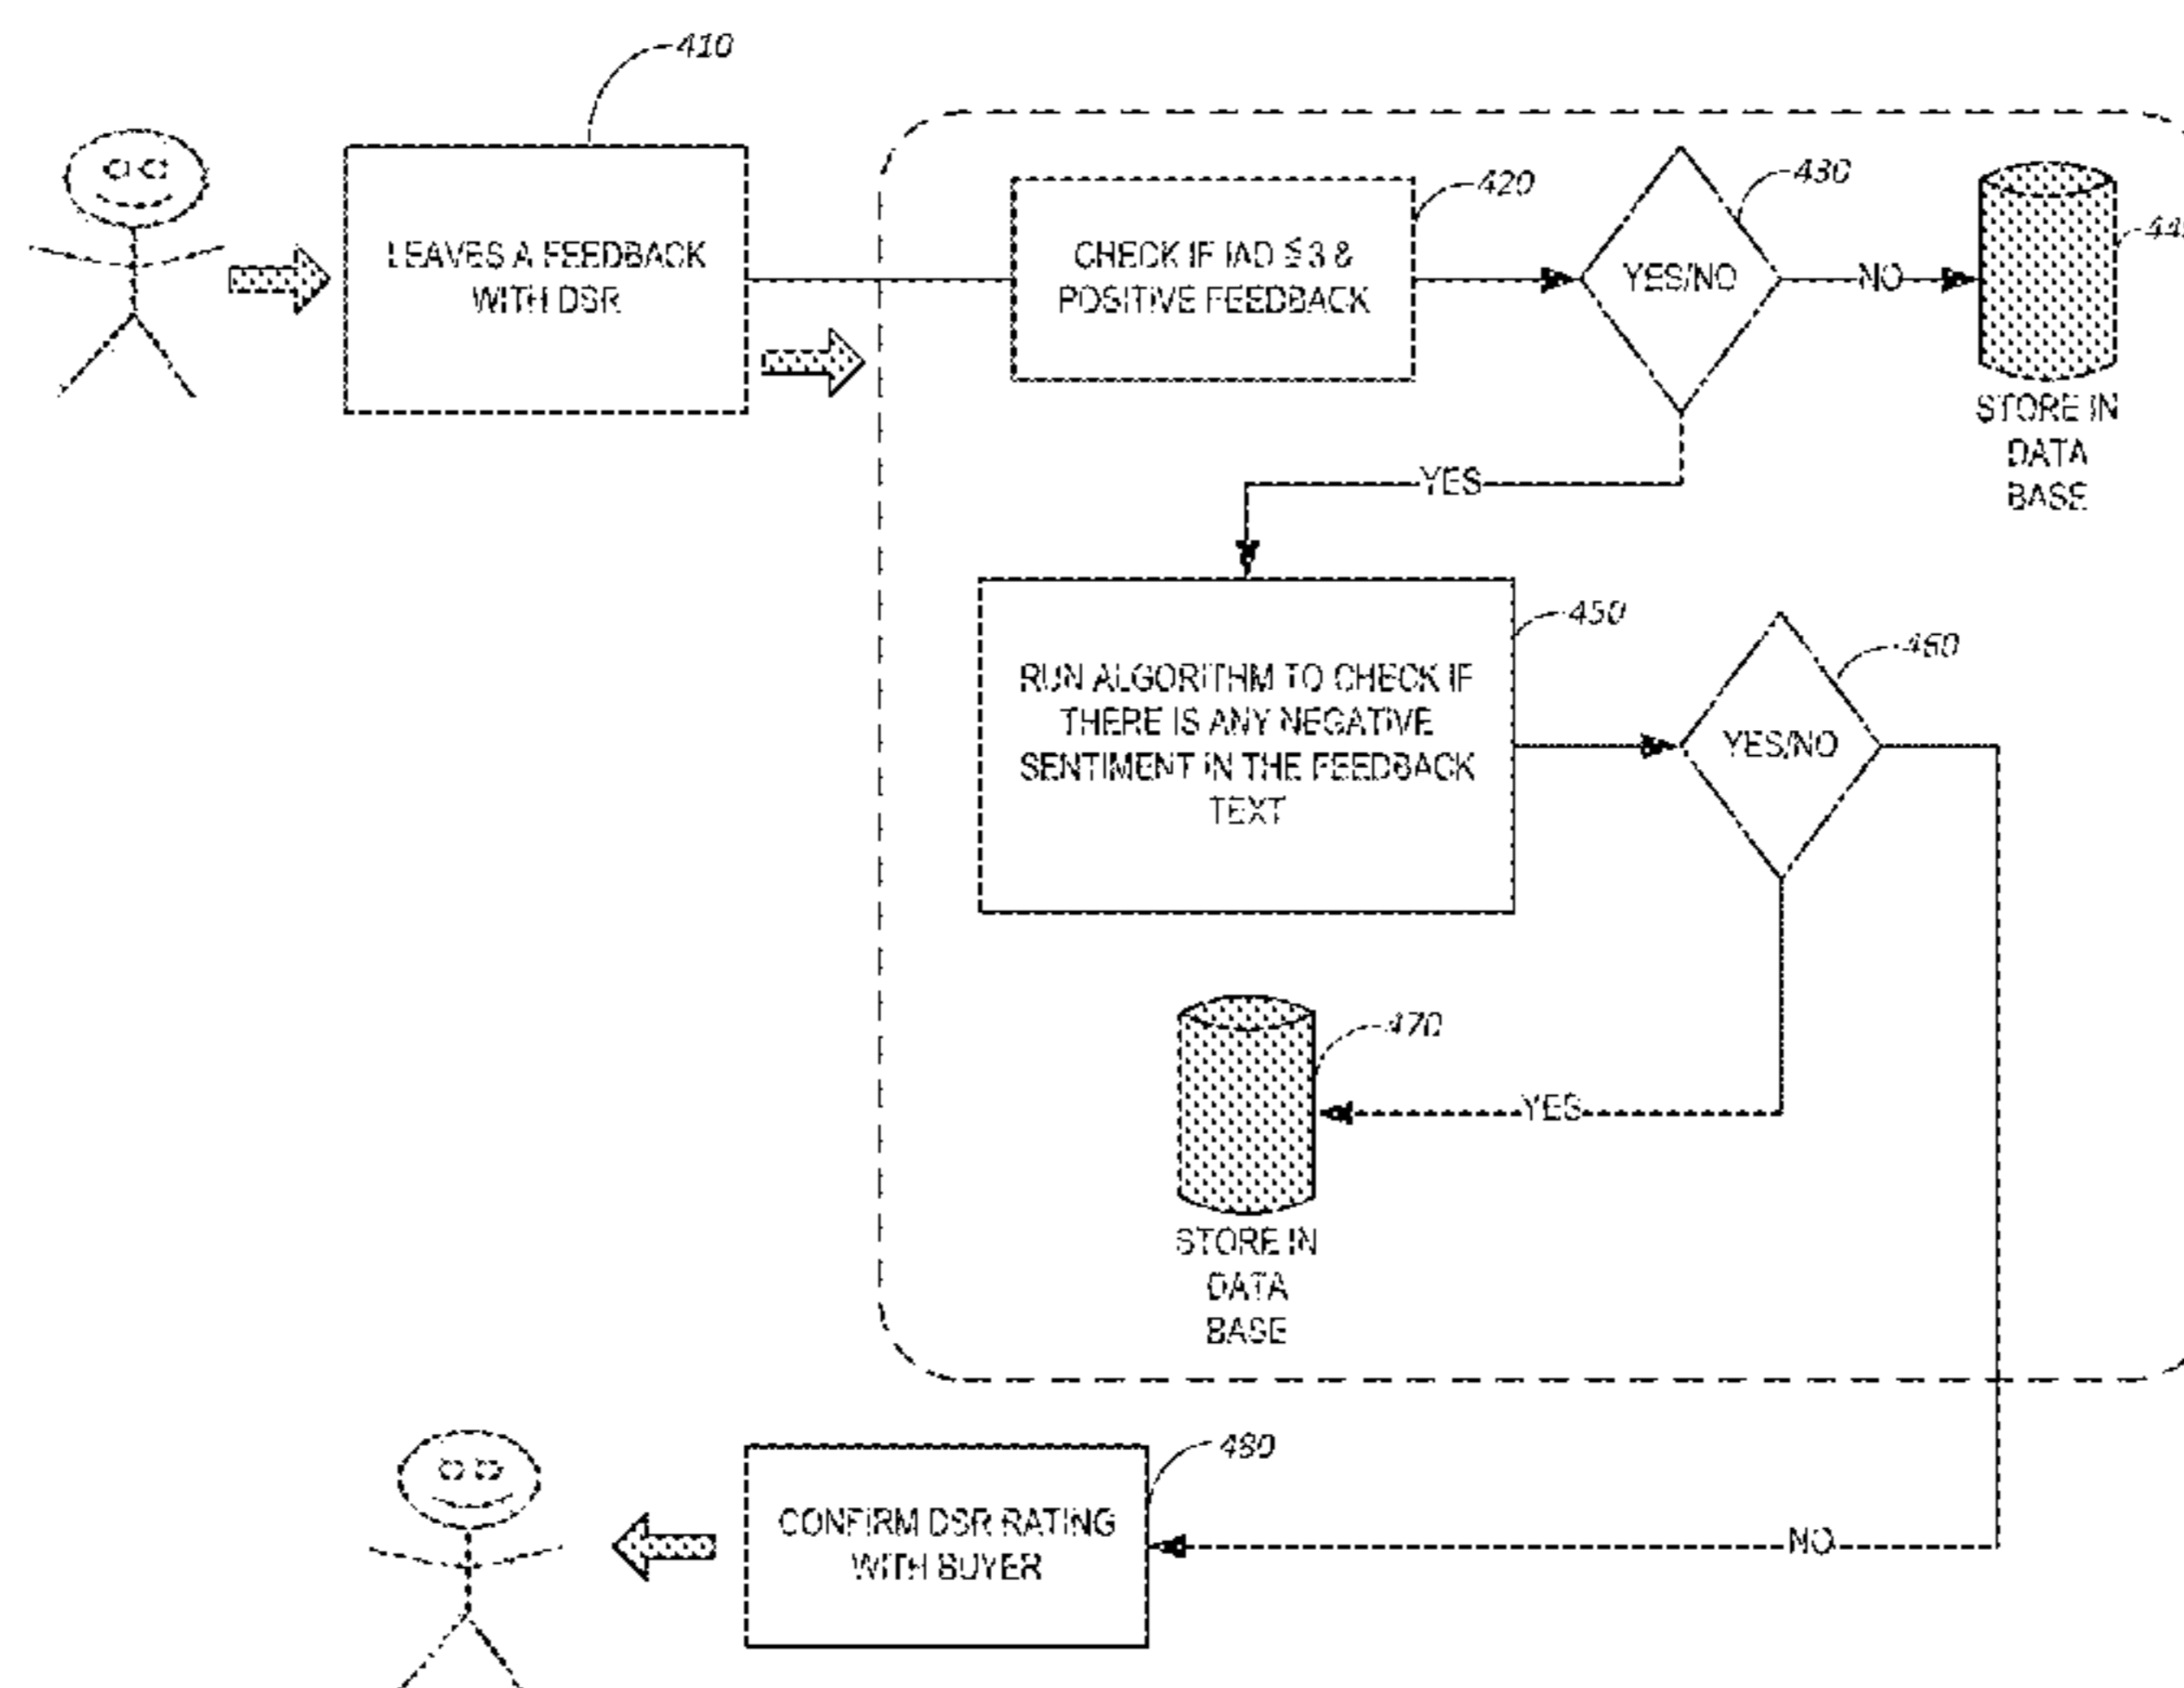 410
LEAVES A FEEDBACK
WITH DSR
420
CHECK IF IAD ≦ 3 &
POSITIVE FEEDBACK
430
YES/NO
NO
STORE IN
DATA
BASE
YES
450
RUN ALGORITHM TO CHECK IF
THERE IS ANY NEGATIVE
SENTIMENT IN THE FEEDBACK
TEXT
460
YES/NO
470
YES
STORE IN
DATA
BASE
480
CONFIRM DSR RATING
WITH BUYER
NO